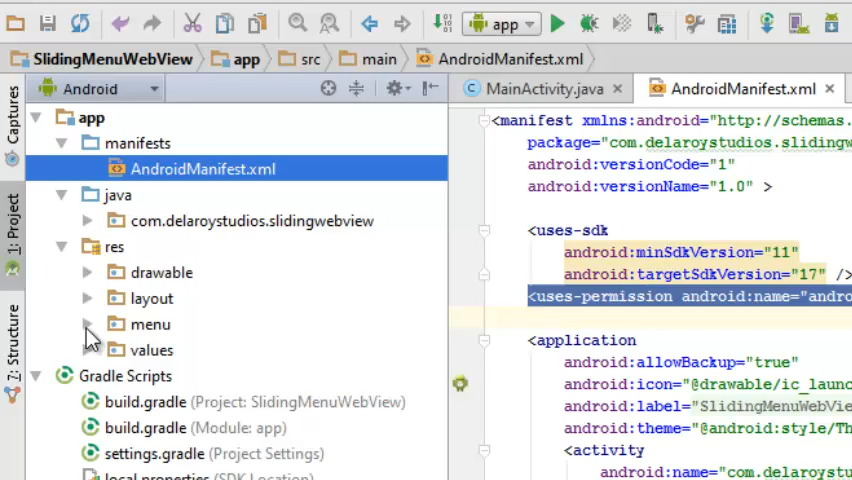 app
SlidingMenuWebView app src main AndroidManifest.xml
Captures
1: Project
7: Structure
Android
app
manifests
AndroidManifest.xml
java
com.delaroystudios.slidingwebview
res
drawable
layout
menu
values
Gradle Scripts
build.gradle (Project: SlidingMenuWebView)
build.gradle (Module: app)
settings.gradle (Project Settings)
local.properties (SDK Location)
MainActivity.java AndroidManifest.xml
<manifest xmlns:android="http://schemas.
package="com.delaroystudios.slidingw
android:versionCode="1"
android:versionName="1.0" >
<uses-sdk
android:minSdkVersion="11"
android:targetSdkVersion="17" />
<uses-permission android:name="andro
<application
android:allowBackup="true"
android:icon="@drawable/ic_launc
android:label="SlidingMenuWebVie
android:theme="@android:style/Th
<activity
android:name="com.delaroystu